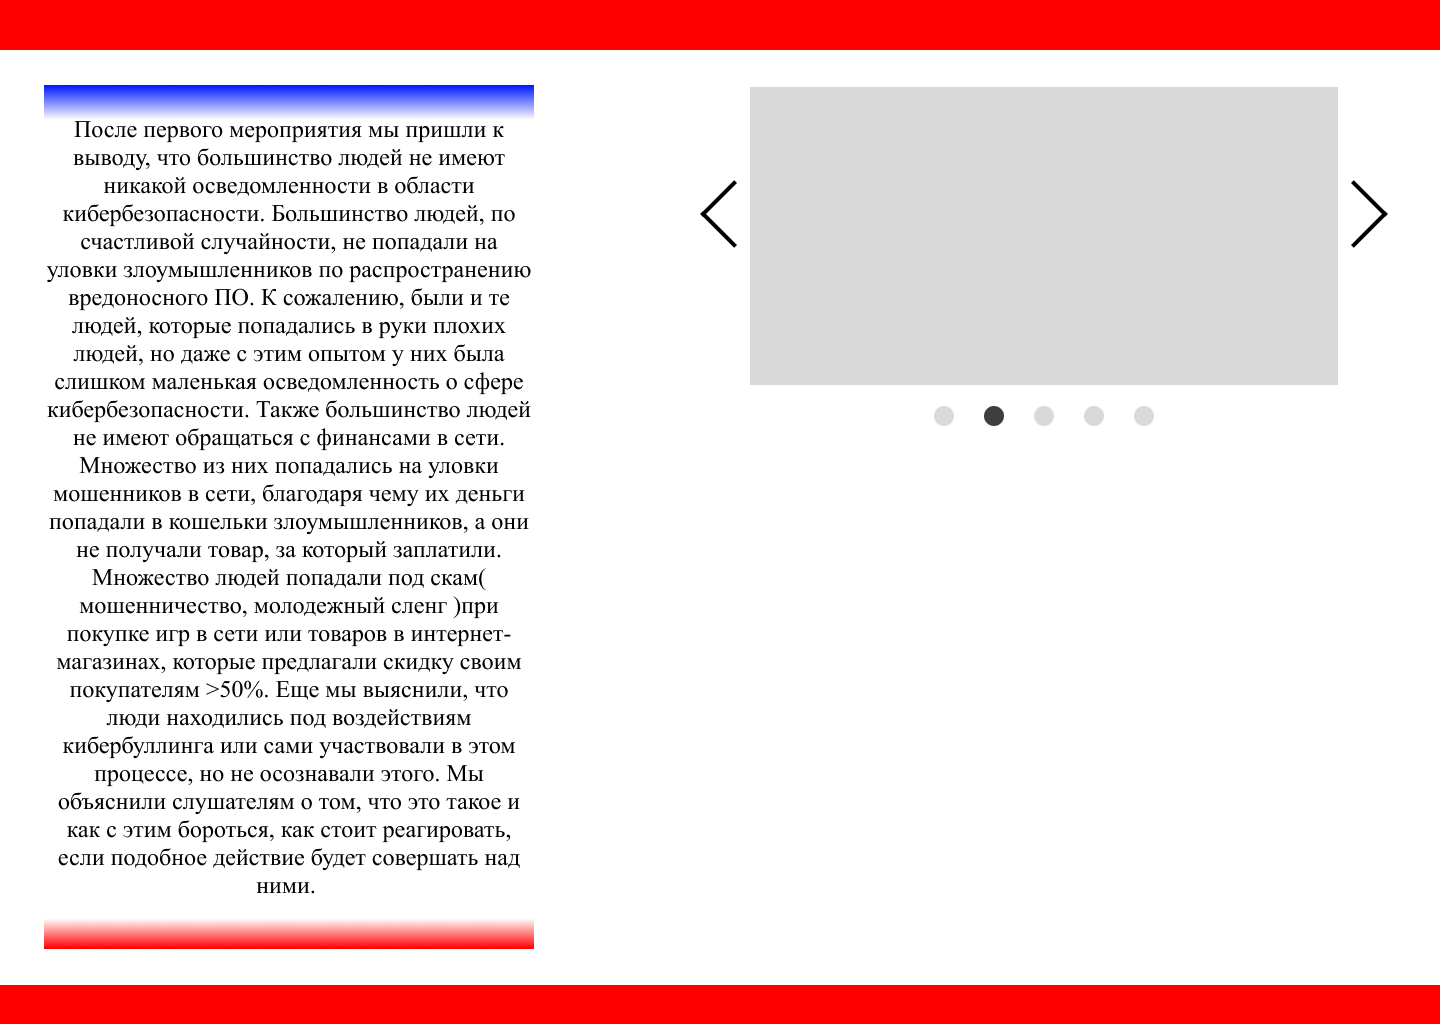 После первого мероприятия мы пришли к
выводу, что большинство людей не имеют
никакой осведомленности в области
кибербезопасности. Большинство людей, по
счастливой случайности, не попадали на
уловки злоумышленников по распространению
вредоносного ПО. К сожалению, были и те
людей, которые попадались в руки плохих
людей, но даже с этим опытом у них была
слишком маленькая осведомленность о сфере
кибербезопасности. Также большинство людей
не имеют обращаться с финансами в сети.
Множество из них попадались на уловки
мошенников в сети, благодаря чему их деньги
попадали в кошельки злоумышленников, а они
не получали товар, за который заплатили.
Множество людей попадали под скам(
мошенничество, молодежный сленг )при
покупке игр в сети или товаров в интернет-
магазинах, которые предлагали скидку своим
покупателям >50%. Еще мы выяснили, что
люди находились под воздействиям
кибербуллинга или сами участвовали в этом
процессе, но не осознавали этого. Мы
объяснили слушателям о том, что это такое и
как с этим бороться, как стоит реагировать,
если подобное действие будет совершать над
ними.